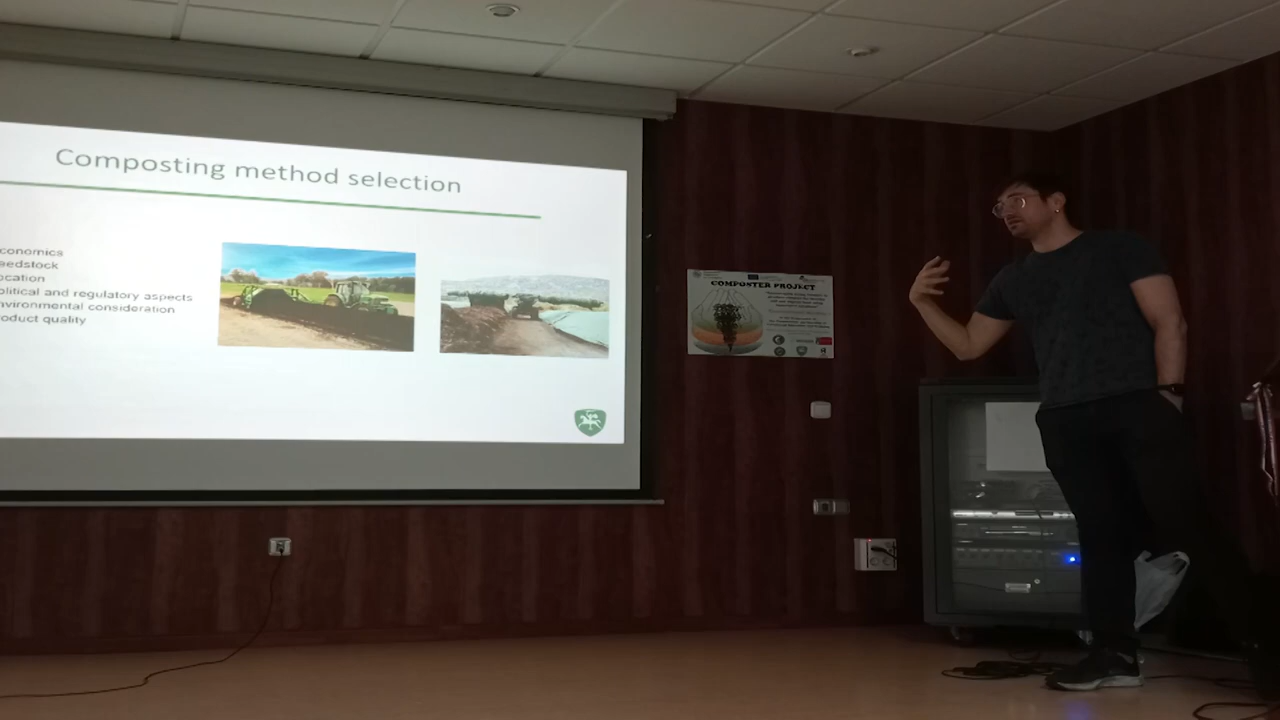 Composting method selection
conomics
eedstock
ocation
olitical and regulatory aspects
nvironmental consideration
roduct quality
COMPOSTER PROJECT